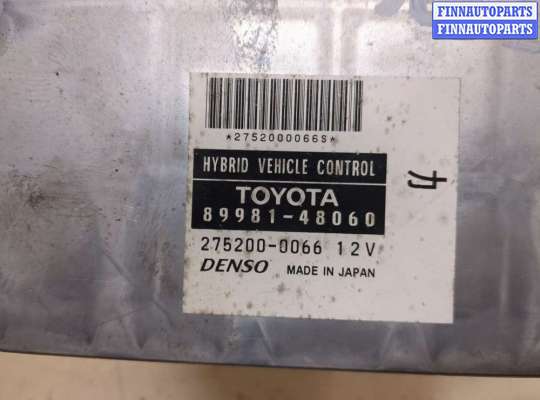 FINNAUTOPARTS
FINNAUTOPARTS
*2752000066S*
HYBRID VEHICLE CONTROL
TOYOTA
89981-48060
275200-0066 12V
DENSO MADE IN JAPAN
カ